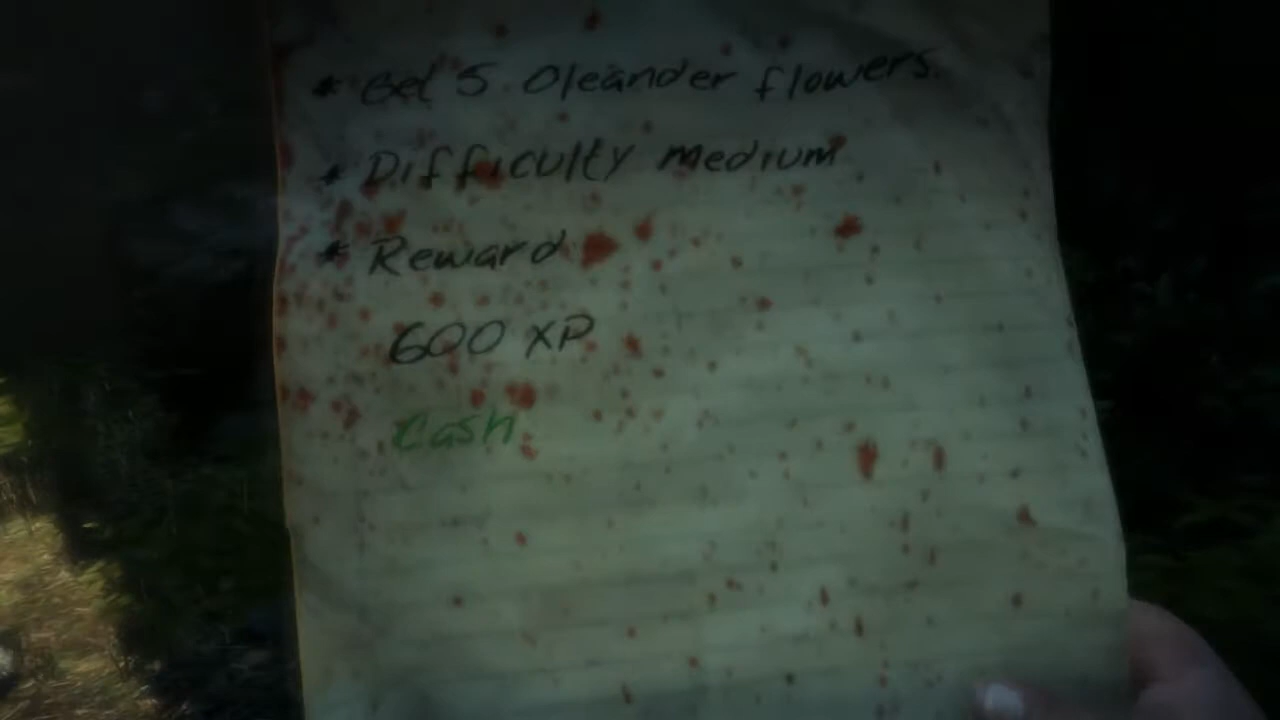 * Get 5 Oleander flowers.
* Difficulty medium
* Reward
600 XP
Cash